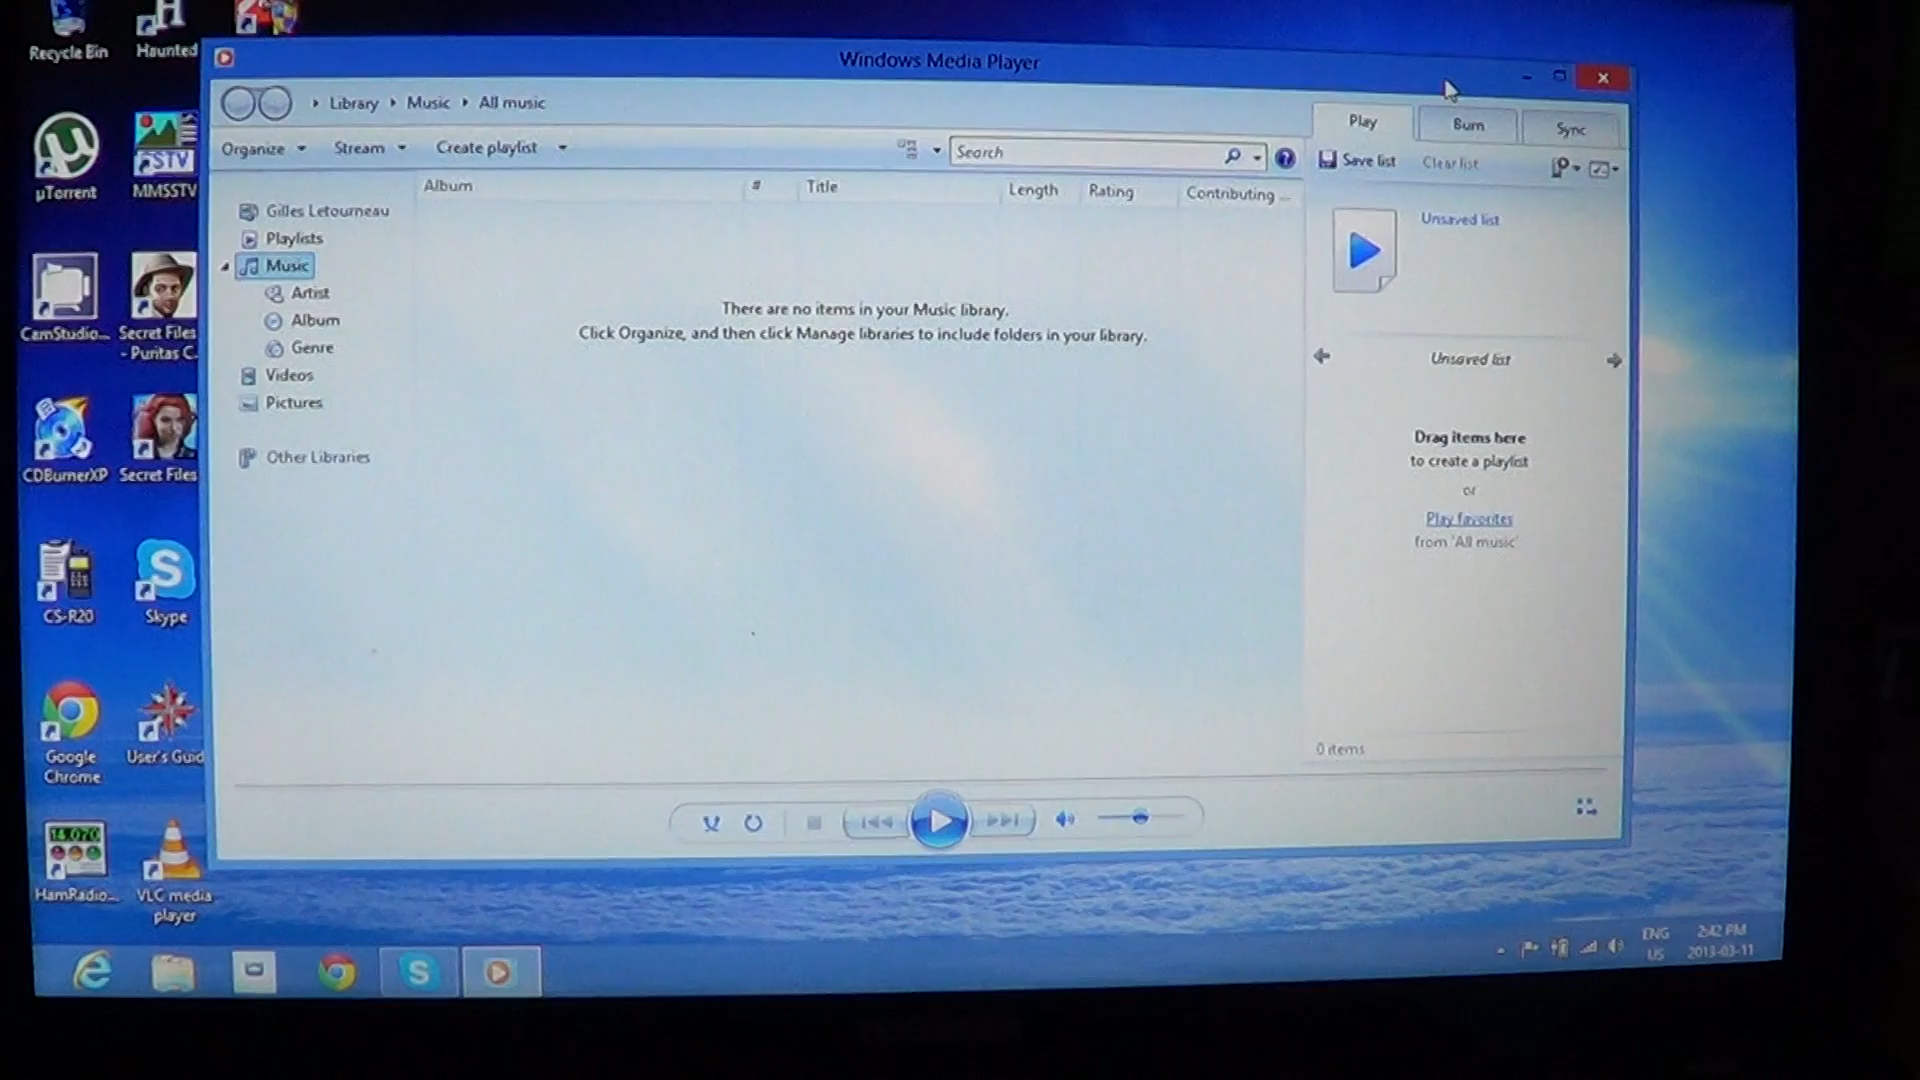 Recycle Bin
Haunted
µTorrent
MMSSTV
CamStudio...
Secret Files
- Puritas C.
CDBurnerXP
Secret Files
CS-R20
Skype
Google
Chrome
User's Guid
14.070
HamRadio...
VLC media
player
Windows Media Player
Library
Music
All music
Organize
Stream
Create playlist
Search
Play
Burn
Sync
Save list
Clear list
Album
#
Title
Length
Rating
Contributing ...
Gilles Letourneau
Playlists
Music
Artist
Album
Genre
Videos
Pictures
Other Libraries
There are no items in your Music library.
Click Organize, and then click Manage libraries to include folders in your library.
Unsaved list
Unsaved list
Drag items here
to create a playlist
or
Play favorites
from 'All music'
0 items
ENG
US
2:42 PM
2013-03-11